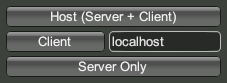 Host (Server + Client)
Client localhost
Server Only